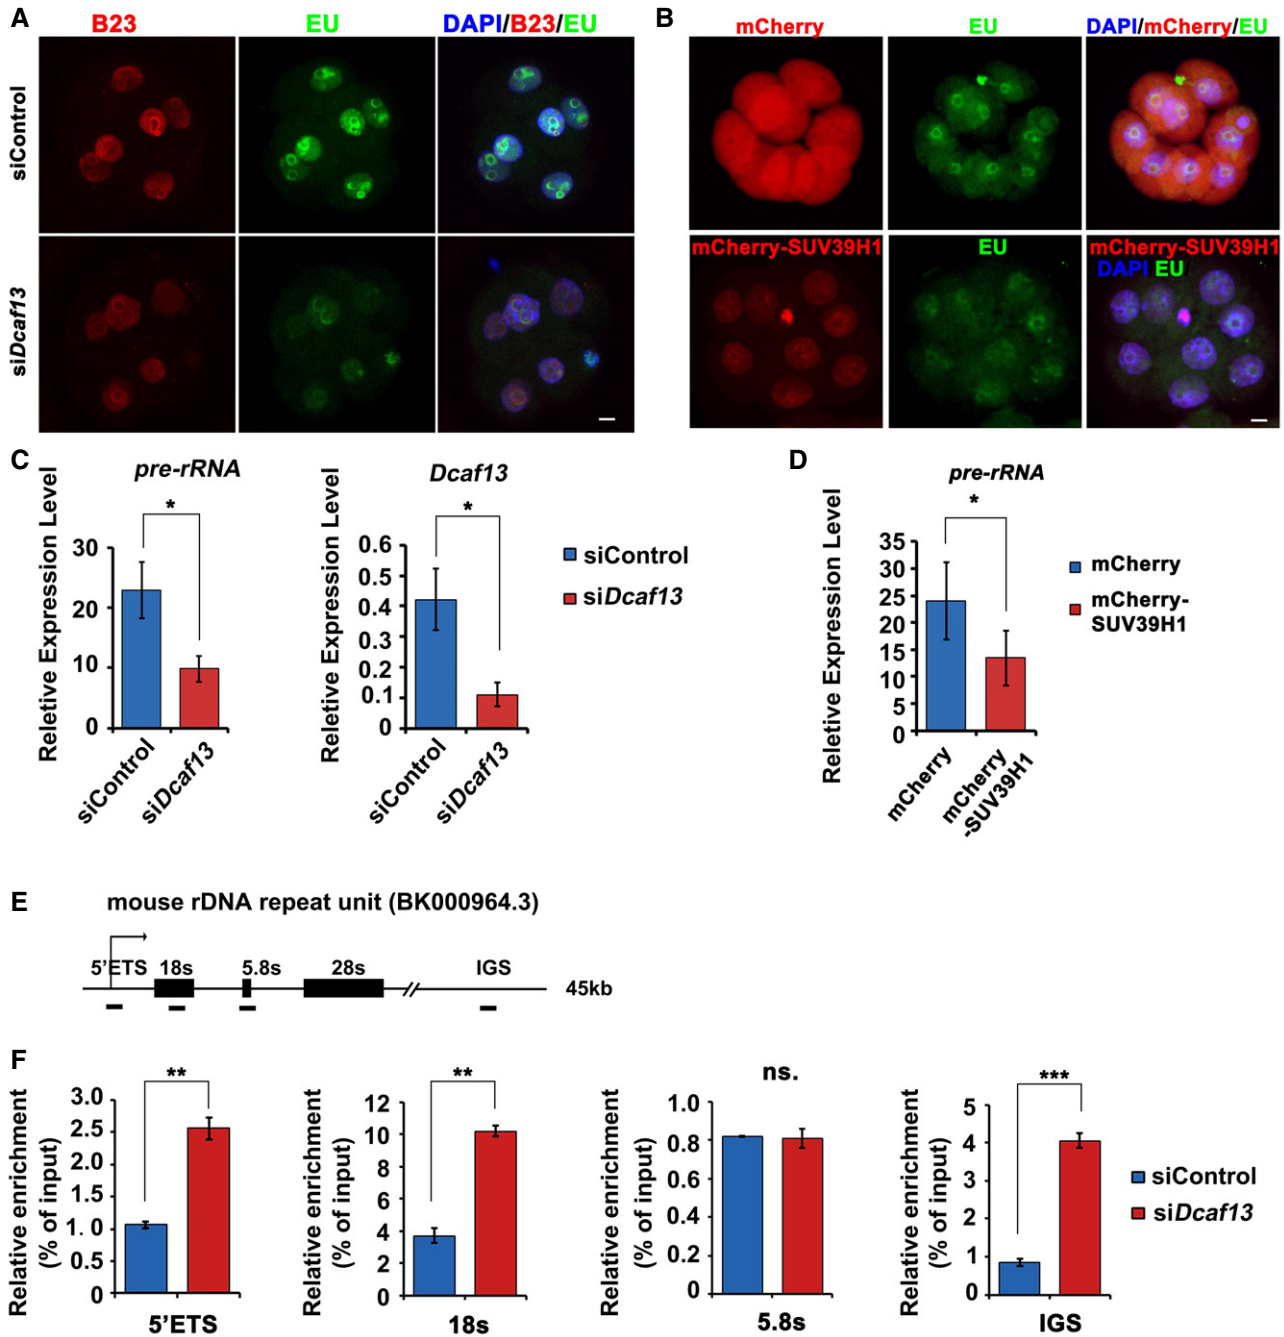 A
B23
EU
DAPI/B23/EU
siControl
siDcaf13
B
mCherry
EU
DAPI/mCherry/EU
mCherry-SUV39H1
EU
mCherry-SUV39H1
DAPI EU
C
pre-rRNA
Reletive Expression Level
*
30
20
10
0
siControl
siDcaf13
Dcaf13
Reletive Expression Level
*
0.6
0.5
0.4
0.3
0.2
0.1
0
siControl
siDcaf13
siControl
siDcaf13
D
pre-rRNA
Reletive Expression Level
*
35
30
25
20
15
10
5
0
mCherry
mCherry
-SUV39H1
mCherry
mCherry-
SUV39H1
E
mouse rDNA repeat unit (BK000964.3)
5'ETS 18s 5.8s 28s IGS
45kb
F
Relative enrichment
(% of input)
**
3.0
2.5
2.0
1.5
1.0
0.5
0
5'ETS
Relative enrichment
(% of input)
**
12
10
8
6
4
2
0
18s
Relative enrichment
(% of input)
ns.
1.0
0.8
0.6
0.4
0.2
0
5.8s
Relative enrichment
(% of input)
***
5
4
3
2
1
0
IGS
siControl
siDcaf13